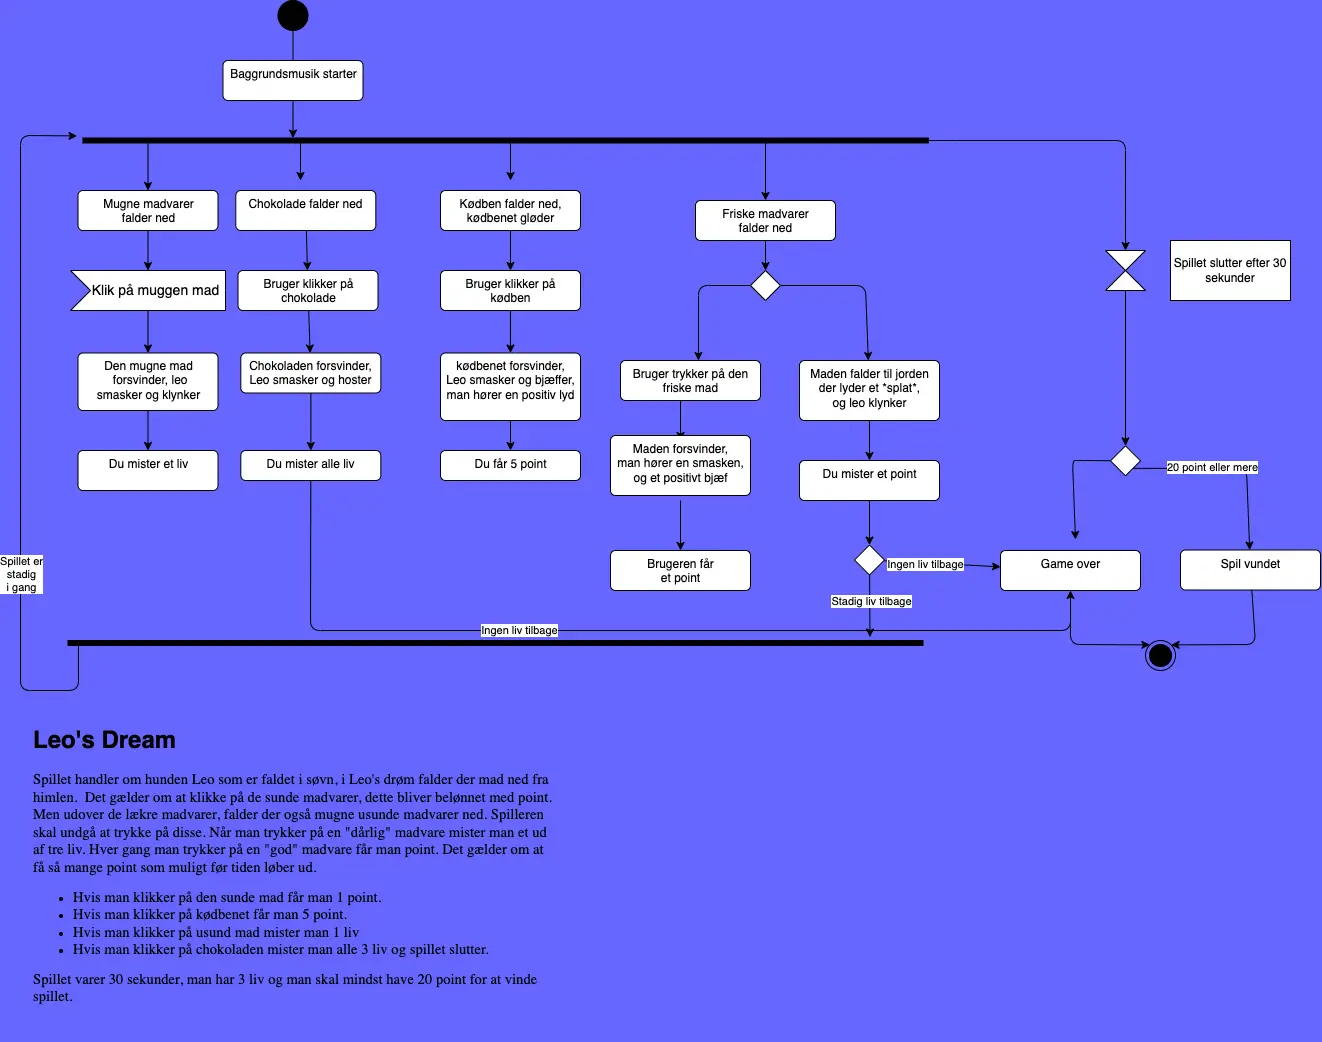 Baggrundsmusik starter
Mugne madvarer
falder ned
Chokolade falder ned
Kødben falder ned,
kødbenet gløder
Friske madvarer
falder ned
Spillet slutter efter 30
sekunder
Klik på muggen mad
Bruger klikker på
chokolade
Bruger klikker på
kødben
Den mugne mad
forsvinder, leo
smasker og klynker
Chokoladen forsvinder,
Leo smasker og hoster
kødbenet forsvinder,
Leo smasker og bjæffer,
man hører en positiv lyd
Bruger trykker på den
friske mad
Maden falder til jorden
der lyder et *splat*,
og leo klynker
Du mister et liv
Du mister alle liv
Du får 5 point
Maden forsvinder,
man hører en smasken,
og et positivt bjæf
Du mister et point
20 point eller mere
Spillet er
stadig
i gang
Brugeren får
et point
Ingen liv tilbage
Game over
Spil vundet
Stadig liv tilbage
Ingen liv tilbage
Leo's Dream
Spillet handler om hunden Leo som er faldet i søvn, i Leo's drøm falder der mad ned fra
himlen.  Det gælder om at klikke på de sunde madvarer, dette bliver belønnet med point.
Men udover de lækre madvarer, falder der også mugne usunde madvarer ned. Spilleren
skal undgå at trykke på disse. Når man trykker på en "dårlig" madvare mister man et ud
af tre liv. Hver gang man trykker på en "god" madvare får man point. Det gælder om at
få så mange point som muligt før tiden løber ud.
• Hvis man klikker på den sunde mad får man 1 point.
• Hvis man klikker på kødbenet får man 5 point.
• Hvis man klikker på usund mad mister man 1 liv
• Hvis man klikker på chokoladen mister man alle 3 liv og spillet slutter.
Spillet varer 30 sekunder, man har 3 liv og man skal mindst have 20 point for at vinde
spillet.